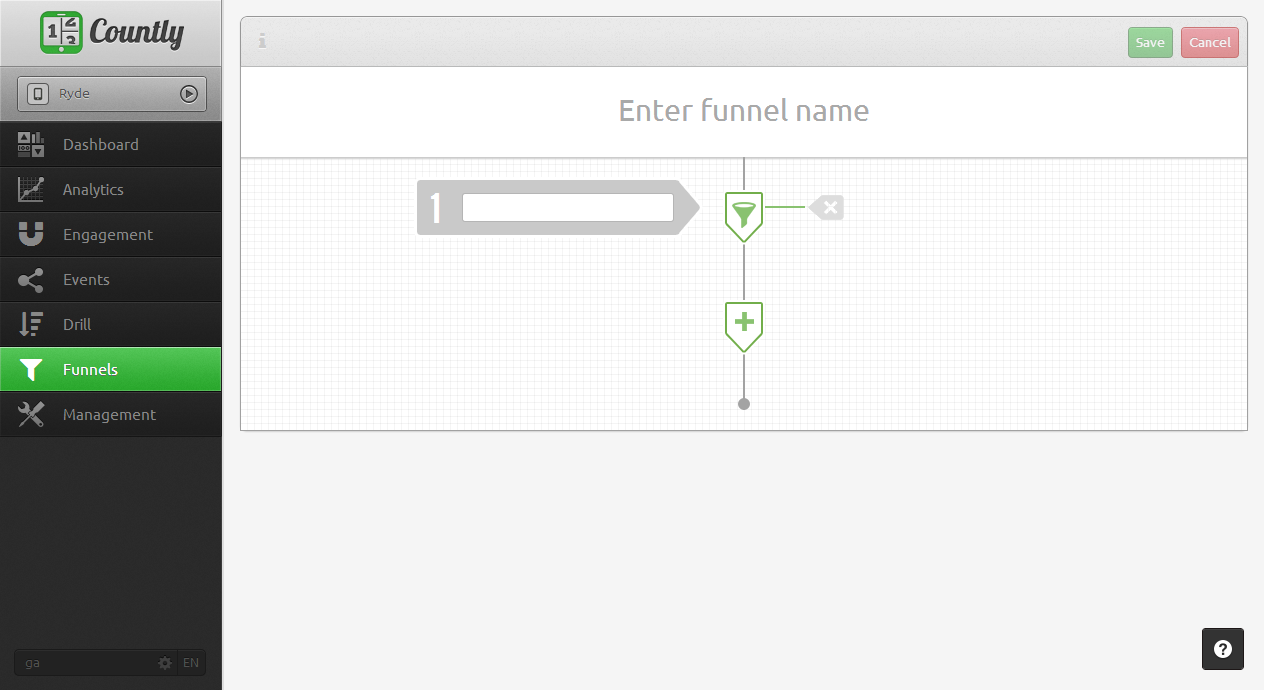 Countly
Save
Cancel
Ryde
Enter funnel name
Dashboard
Analytics
1
Engagement
Events
Drill
Funnels
Management
ga
EN
?